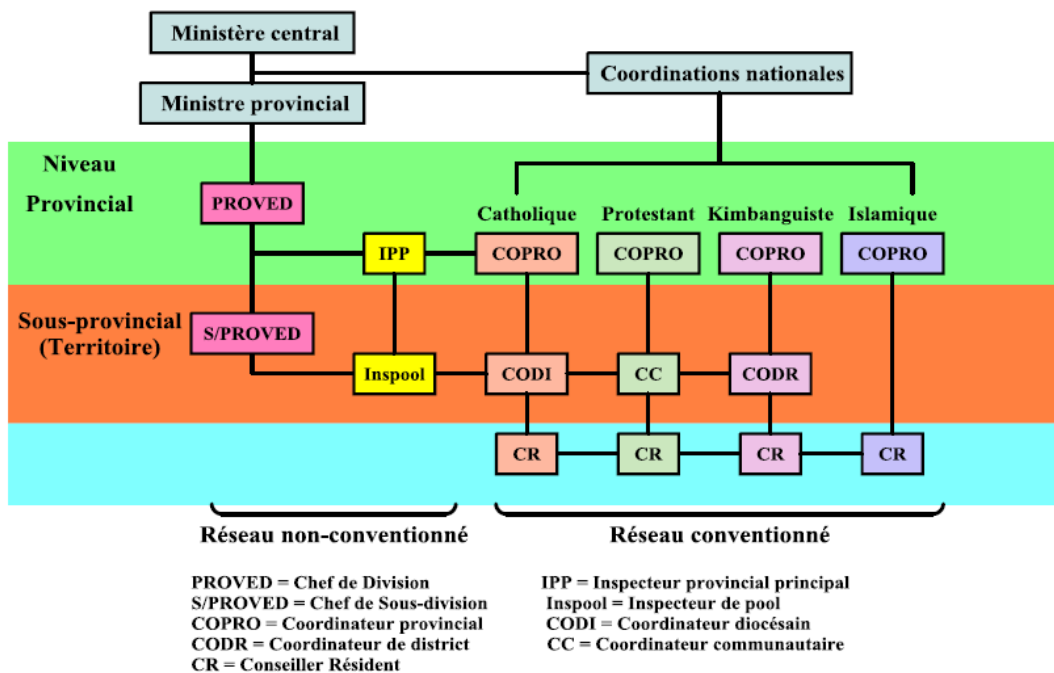 Ministère central
Coordinations nationales
Ministre provincial
Niveau
Provincial
PROVED
Catholique Protestant Kimbanguiste Islamique
IPP COPRO COPRO COPRO COPRO
Sous-provincial
(Territoire)
S/PROVED
Inspool CODI CC CODR
CR CR CR CR
Réseau non-conventionné Réseau conventionné
PROVED = Chef de Division
S/PROVED = Chef de Sous-division
COPRO = Coordinateur provincial
CODR = Coordinateur de district
CR = Conseiller Résident
IPP = Inspecteur provincial principal
Inspool = Inspecteur de pool
CODI = Coordinateur diocésain
CC = Coordinateur communautaire